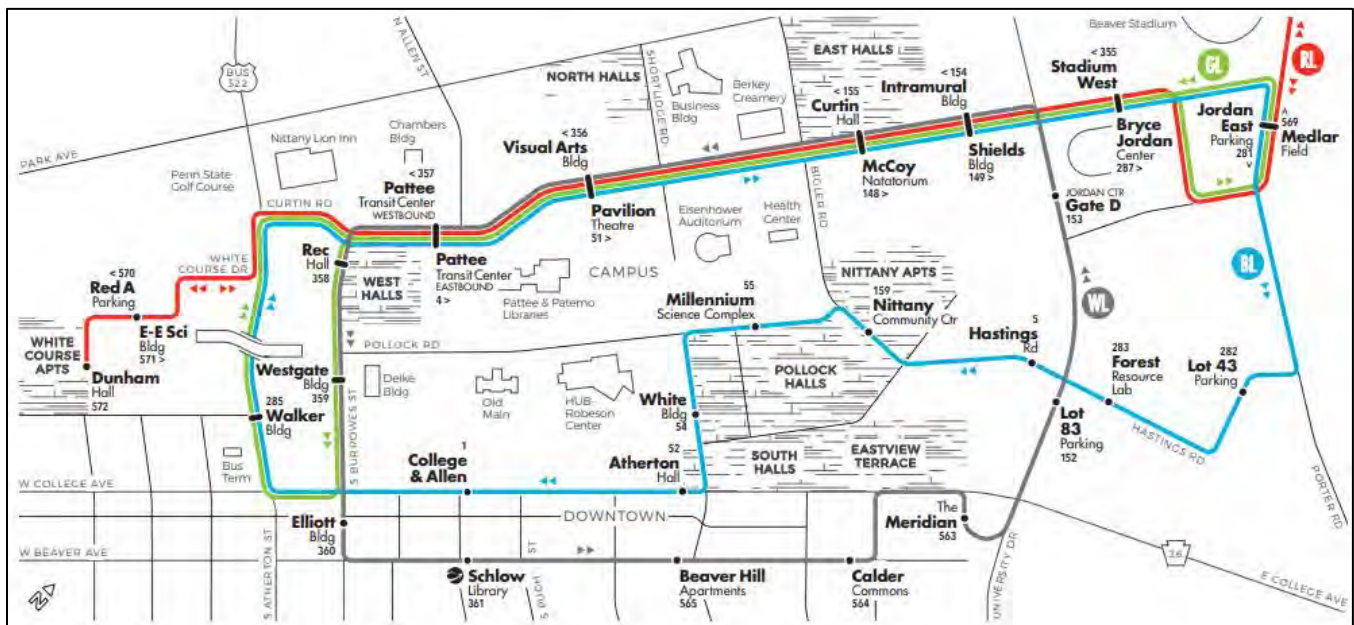 Beaver Stadium
N ALLEN ST
BUS
322
NORTH HALLS
SHORTLIDGE RD
EAST HALLS
< 355
Stadium
West
GL
RL
Nittany Lion Inn
Chambers
Bldg
Business
Bldg
Berkey
Creamery
< 155
Curtin
Hall
< 154
Intramural
Bldg
Jordan
East
Parking
281
v
^
569
Medlar
Field
PARK AVE
Penn State
Golf Course
< 357
Pattee
Transit Center
WESTBOUND
< 356
Visual Arts
Bldg
McCoy
Natatorium
148 >
Shields
Bldg
149 >
Bryce
Jordan
Center
287 >
CURTIN RD
BIGLER RD
JORDAN CTR
Gate D
153
WHITE
COURSE DR
Rec
Hall
358
Pavilion
Theatre
51 >
Eisenhower
Auditorium
Health
Center
< 570
Red A
Parking
WEST
HALLS
Pattee
Transit Center
EASTBOUND
4 >
Pattee & Paterno
Libraries
CAMPUS
NITTANY APTS
BL
E-E Sci
Bldg
571 >
55
Millennium
Science Complex
159
Nittany
Community Ctr
WL
WHITE
COURSE
APTS
POLLOCK RD
5
Hastings
Rd
Dunham
Hall
572
Westgate
Bldg
359
Deike
Bldg
Old
Main
HUB-
Robeson
Center
POLLOCK
HALLS
283
Forest
Resource
Lab
282
Lot 43
Parking
285
Walker
Bldg
White
Bldg
54
Lot
83
Parking
152
HASTINGS RD
Bus
Term
S BURROWES ST
1
College
& Allen
52
Atherton
Hall
SOUTH
HALLS
EASTVIEW
TERRACE
W COLLEGE AVE
PORTER RD
Elliott
Bldg
360
DOWNTOWN
The
Meridian
563
W BEAVER AVE
26
S ATHERTON ST
Schlow
Library
361
S HIGH
ST
Beaver Hill
Apartments
565
Calder
Commons
564
UNIVERSITY DR
E COLLEGE AVE
N